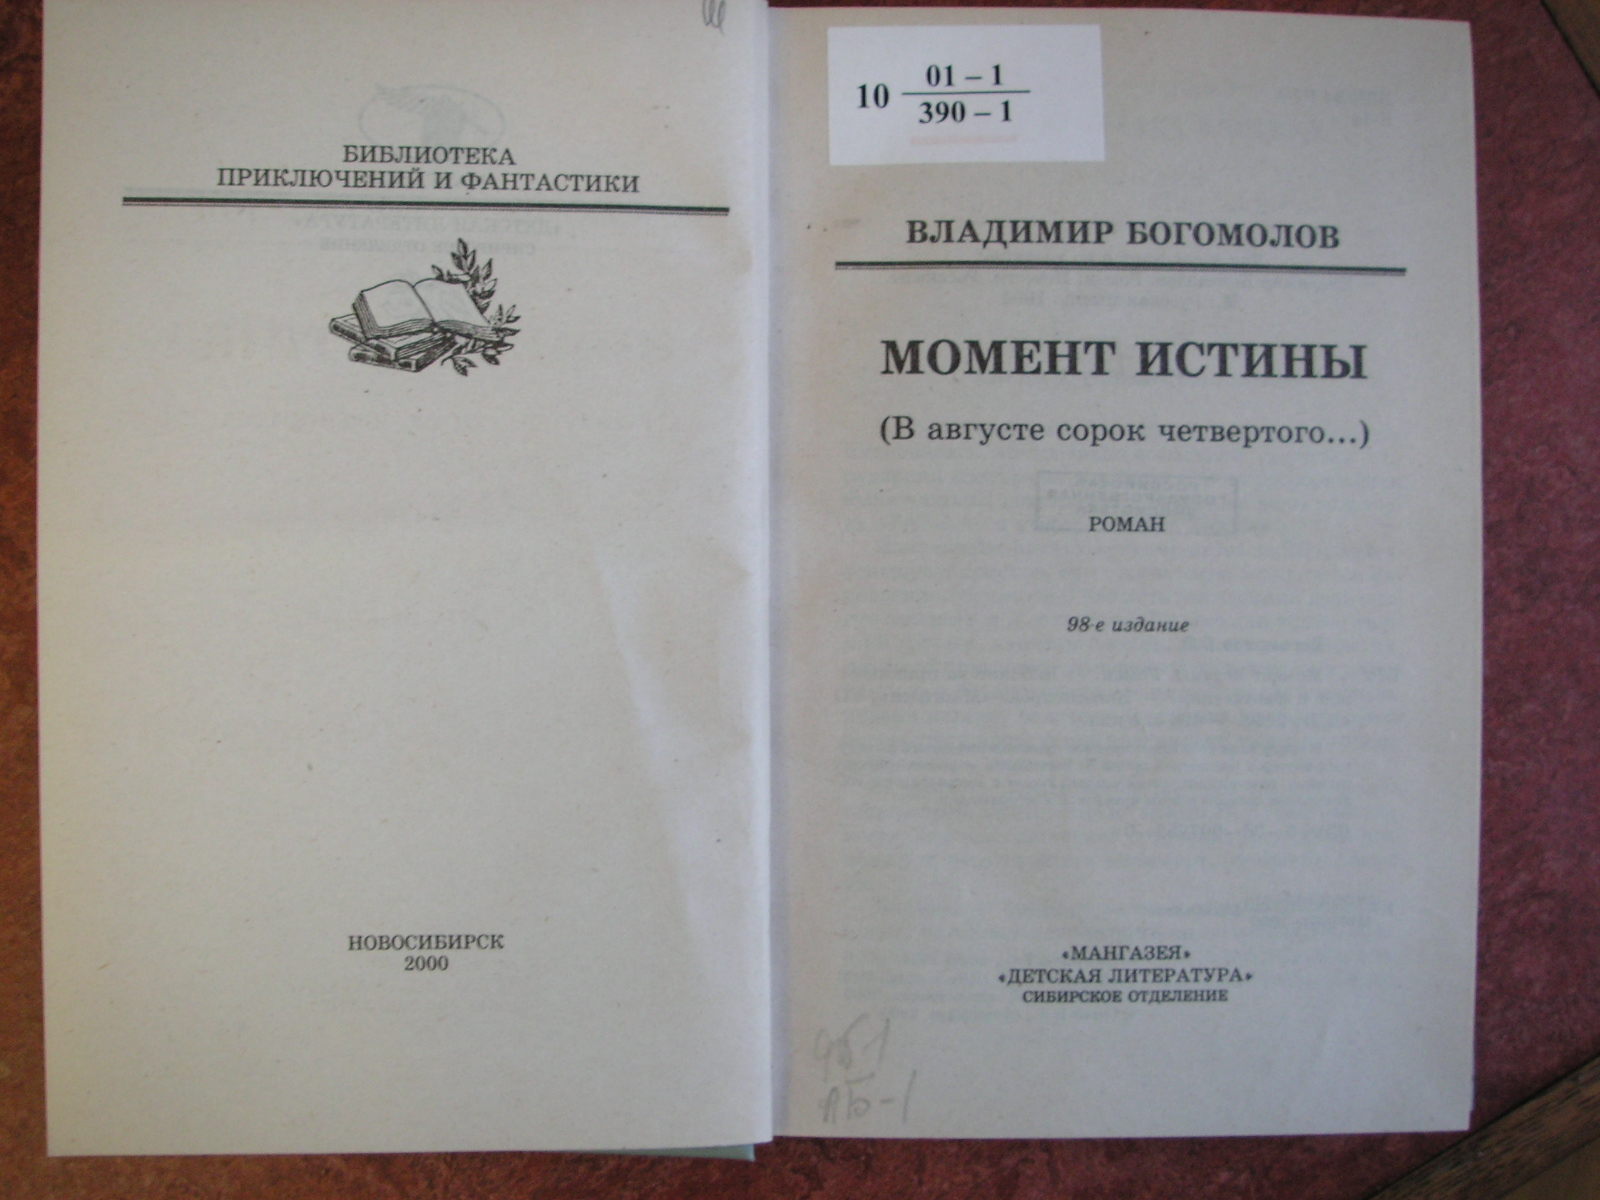 БИБЛИОТЕКА
ПРИКЛЮЧЕНИЙ И ФАНТАСТИКИ
НОВОСИБИРСК
2000
10 01 – 1
390 – 1
ВЛАДИМИР БОГОМОЛОВ
МОМЕНТ ИСТИНЫ
(В августе сорок четвертого...)
РОМАН
98-е издание
«МАНГАЗЕЯ»
«ДЕТСКАЯ ЛИТЕРАТУРА»
СИБИРСКОЕ ОТДЕЛЕНИЕ